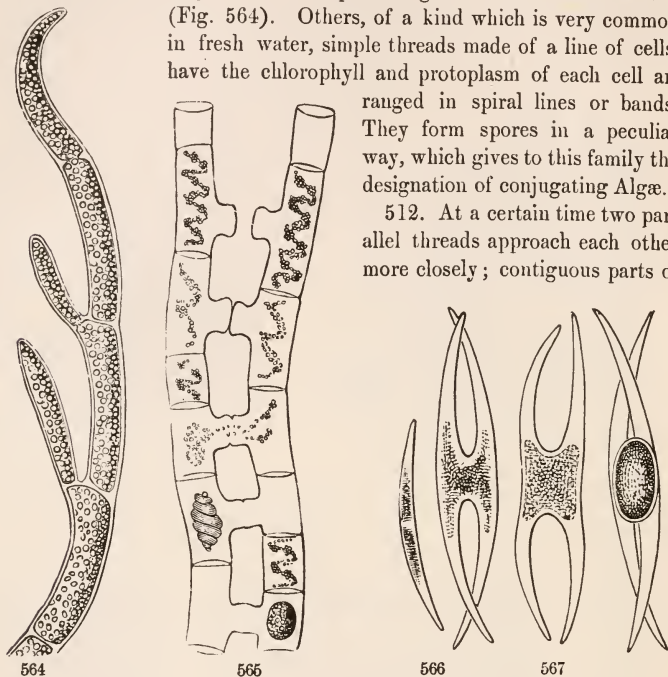 (Fig. 564). Others, of a kind which is very commo
in fresh water, simple threads made of a line of cells
have the chlorophyll and protoplasm of each cell ar
ranged in spiral lines or bands
They form spores in a peculia
way, which gives to this family th
designation of conjugating Algæ.
512. At a certain time two par
allel threads approach each othe
more closely; contiguous parts o
564 565 566 567